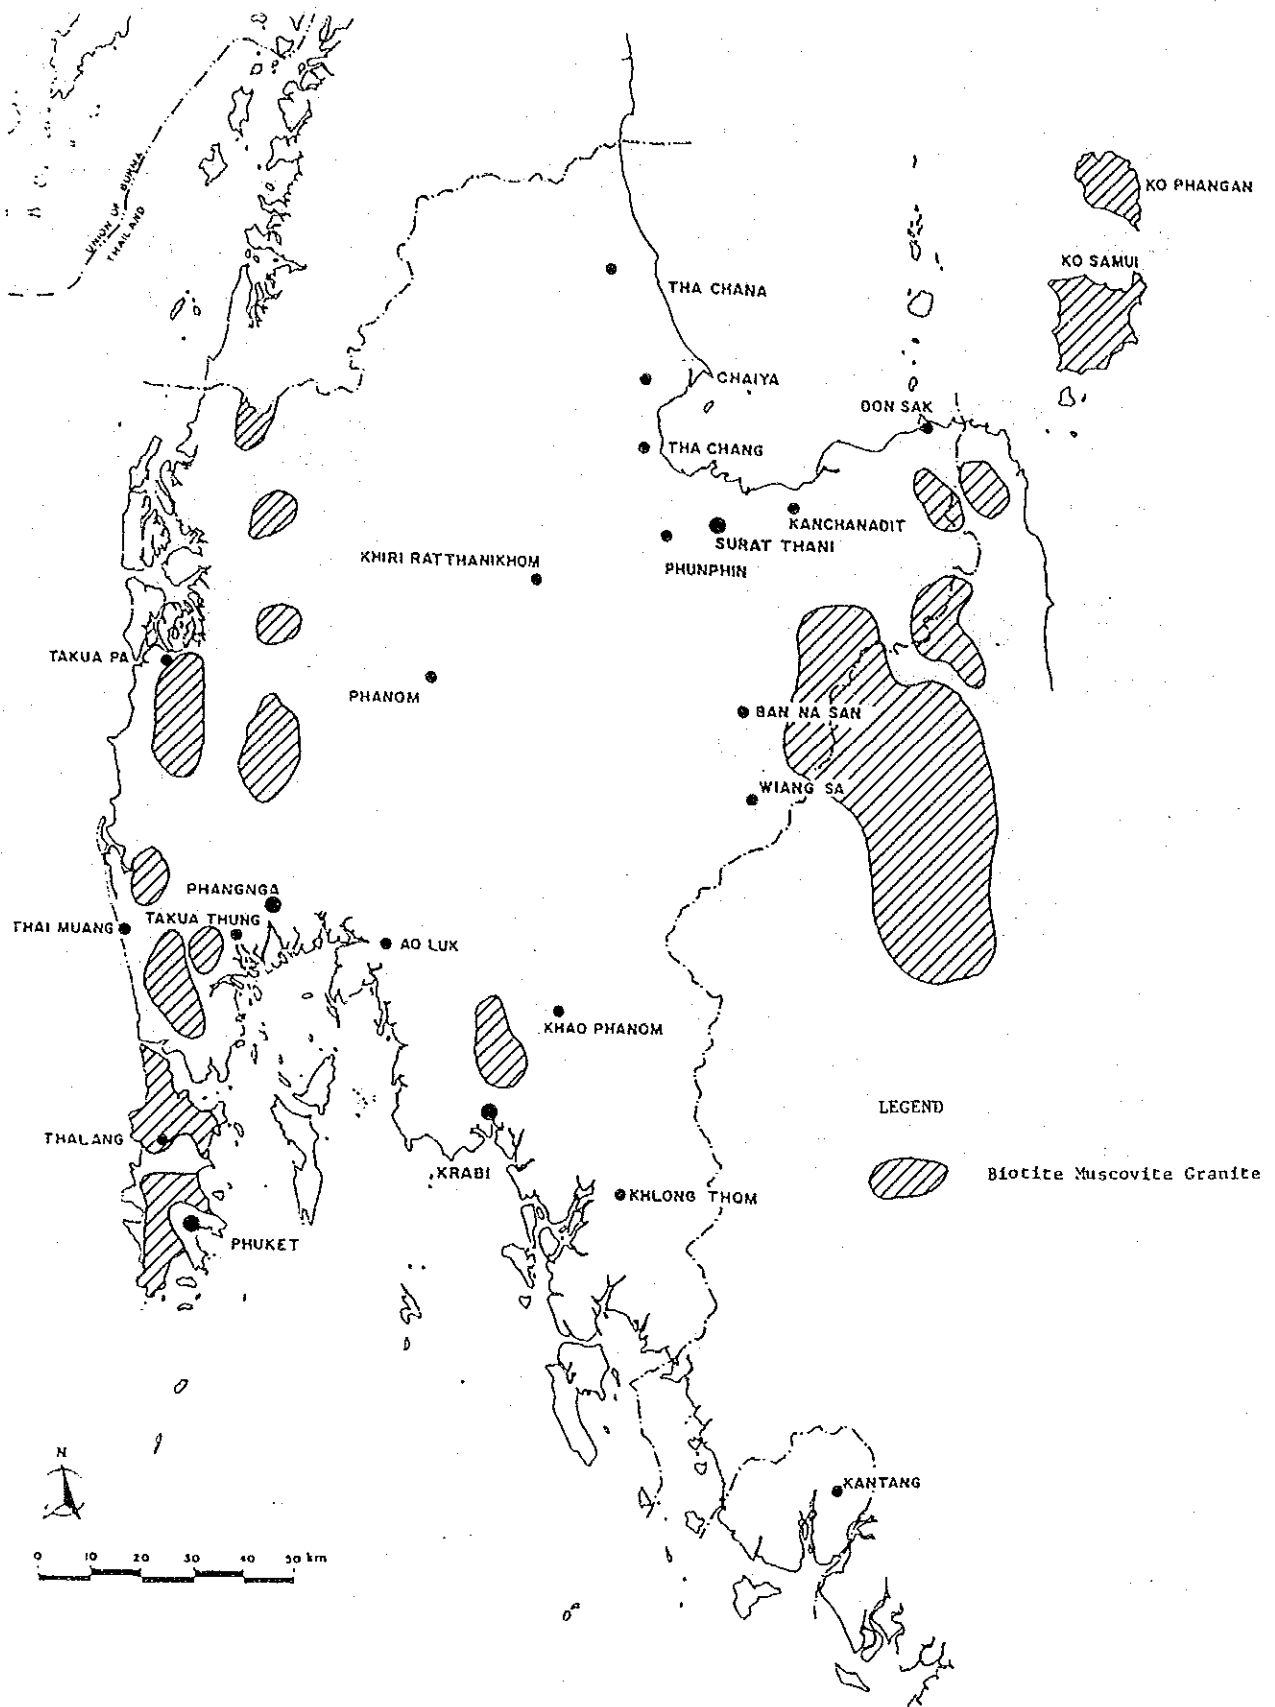 UNION OF BURMA
THAILAND
KO PHANGAN
KO SAMUI
THA CHANA
CHAIYA
DON SAK
THA CHANG
KANCHANADIT
SURAT THANI
KHIRI RATTHANIKHOM
PHUNPHIN
TAKUA PA
PHANOM
BAN NA SAN
WIANG SA
PHANGNGA
TAKUA THUNG
THAI MUANG
AO LUK
KHAO PHANOM
LEGEND
THALANG
KRABI
Biotite Muscovite Granite
KHLONG THOM
PHUKET
N
KANTANG
0 10 20 30 50 km